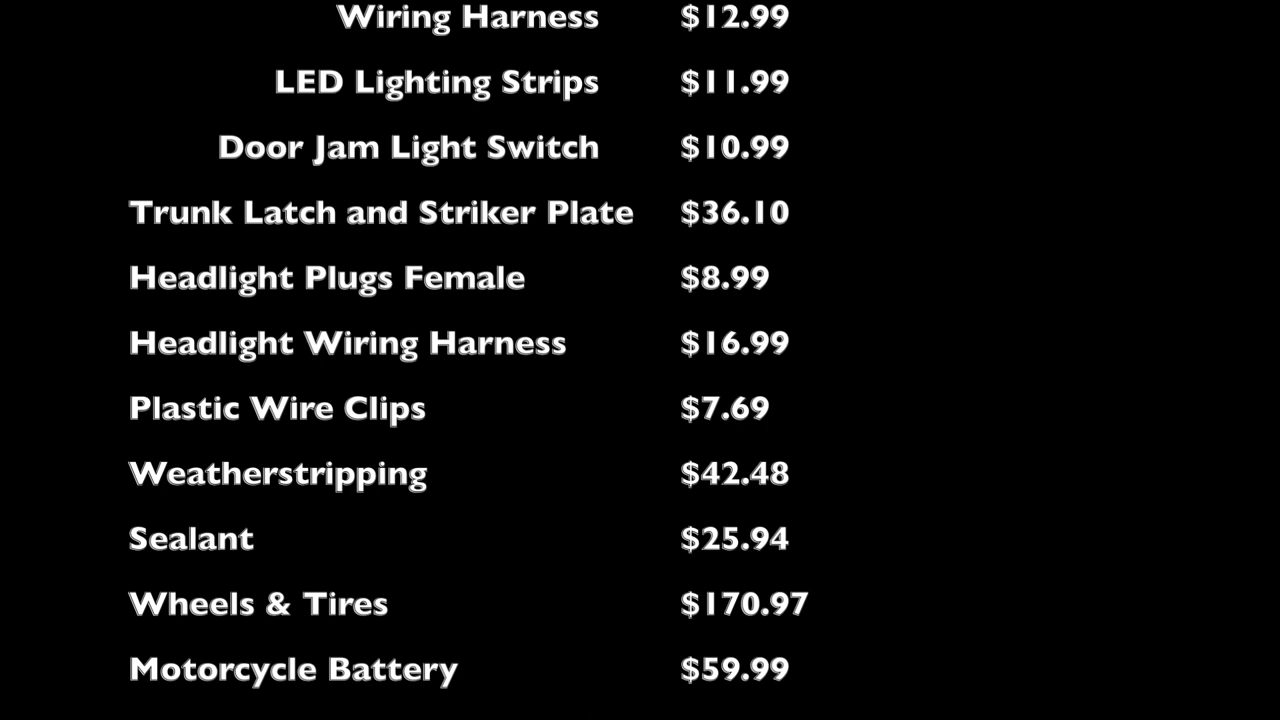 Wiring Harness $12.99
LED Lighting Strips $11.99
Door Jam Light Switch $10.99
Trunk Latch and Striker Plate $36.10
Headlight Plugs Female $8.99
Headlight Wiring Harness $16.99
Plastic Wire Clips $7.69
Weatherstripping $42.48
Sealant $25.94
Wheels & Tires $170.97
Motorcycle Battery $59.99